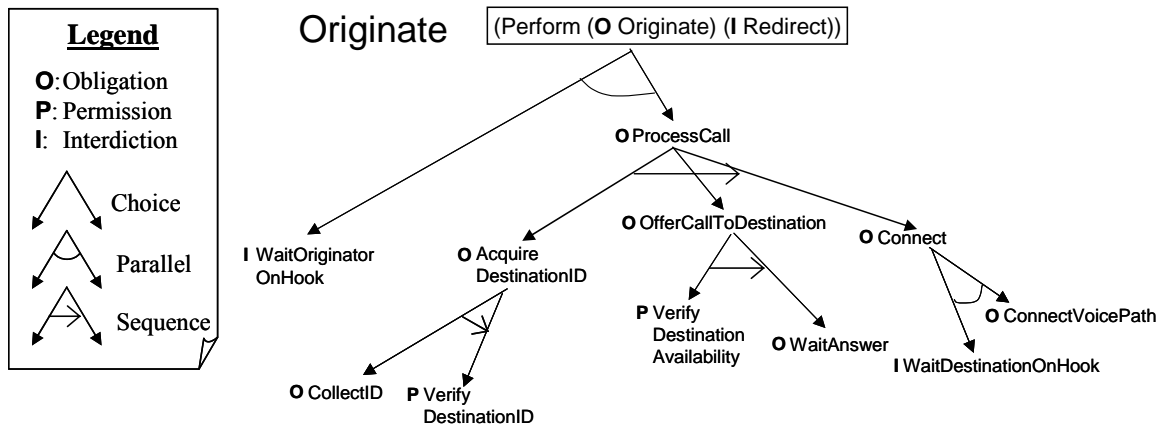 Legend
O: Obligation
P: Permission
I: Interdiction
Choice
Parallel
Sequence
Originate
(Perform (O Originate) (I Redirect))
O ProcessCall
I WaitOriginator
OnHook
O Acquire
DestinationID
O OfferCallToDestination
O Connect
O CollectID
P Verify
DestinationID
P Verify
Destination
Availability
O WaitAnswer
O ConnectVoicePath
I WaitDestinationOnHook